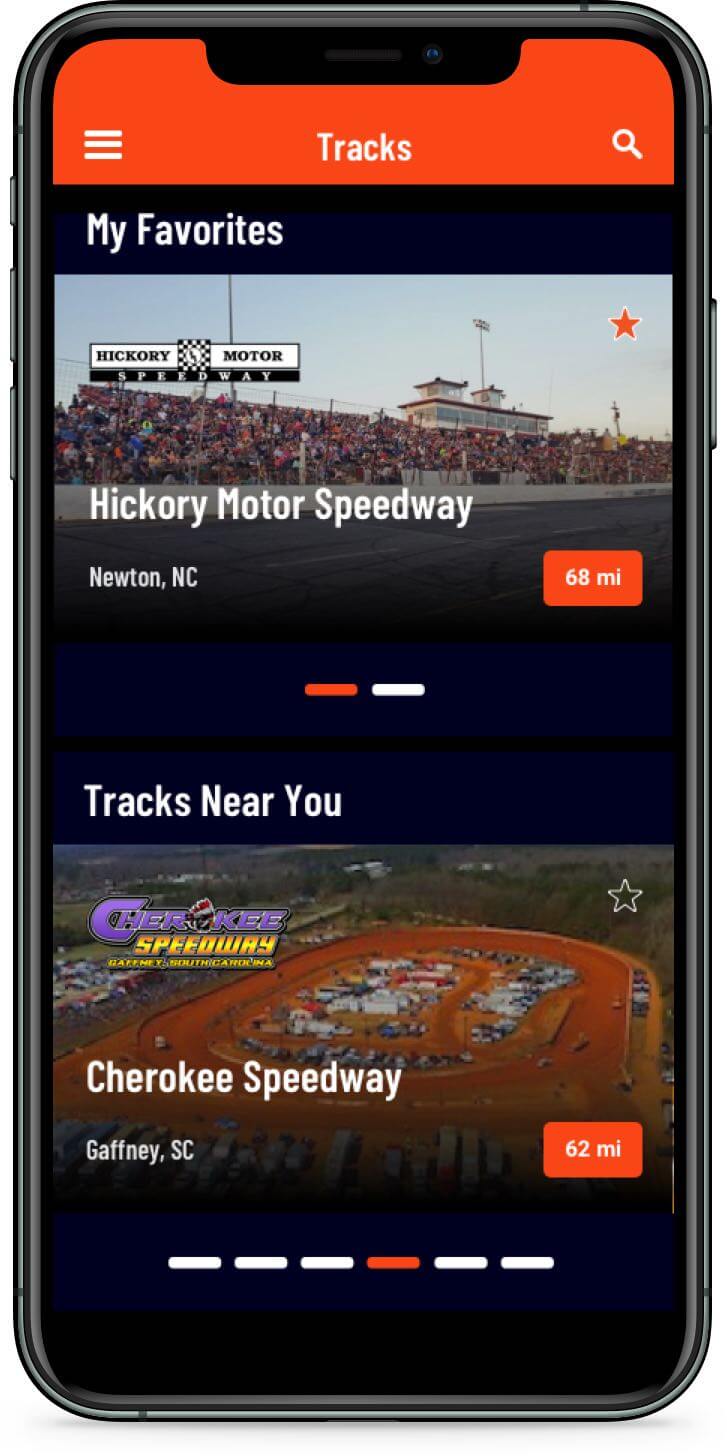 Tracks
My Favorites
HICKORY MOTOR
SPEEDWAY
Hickory Motor Speedway
Newton, NC
68 mi
Tracks Near You
CHEROKEE
SPEEDWAY
GAFFNEY, SOUTH CAROLINA
Cherokee Speedway
Gaffney, SC
62 mi